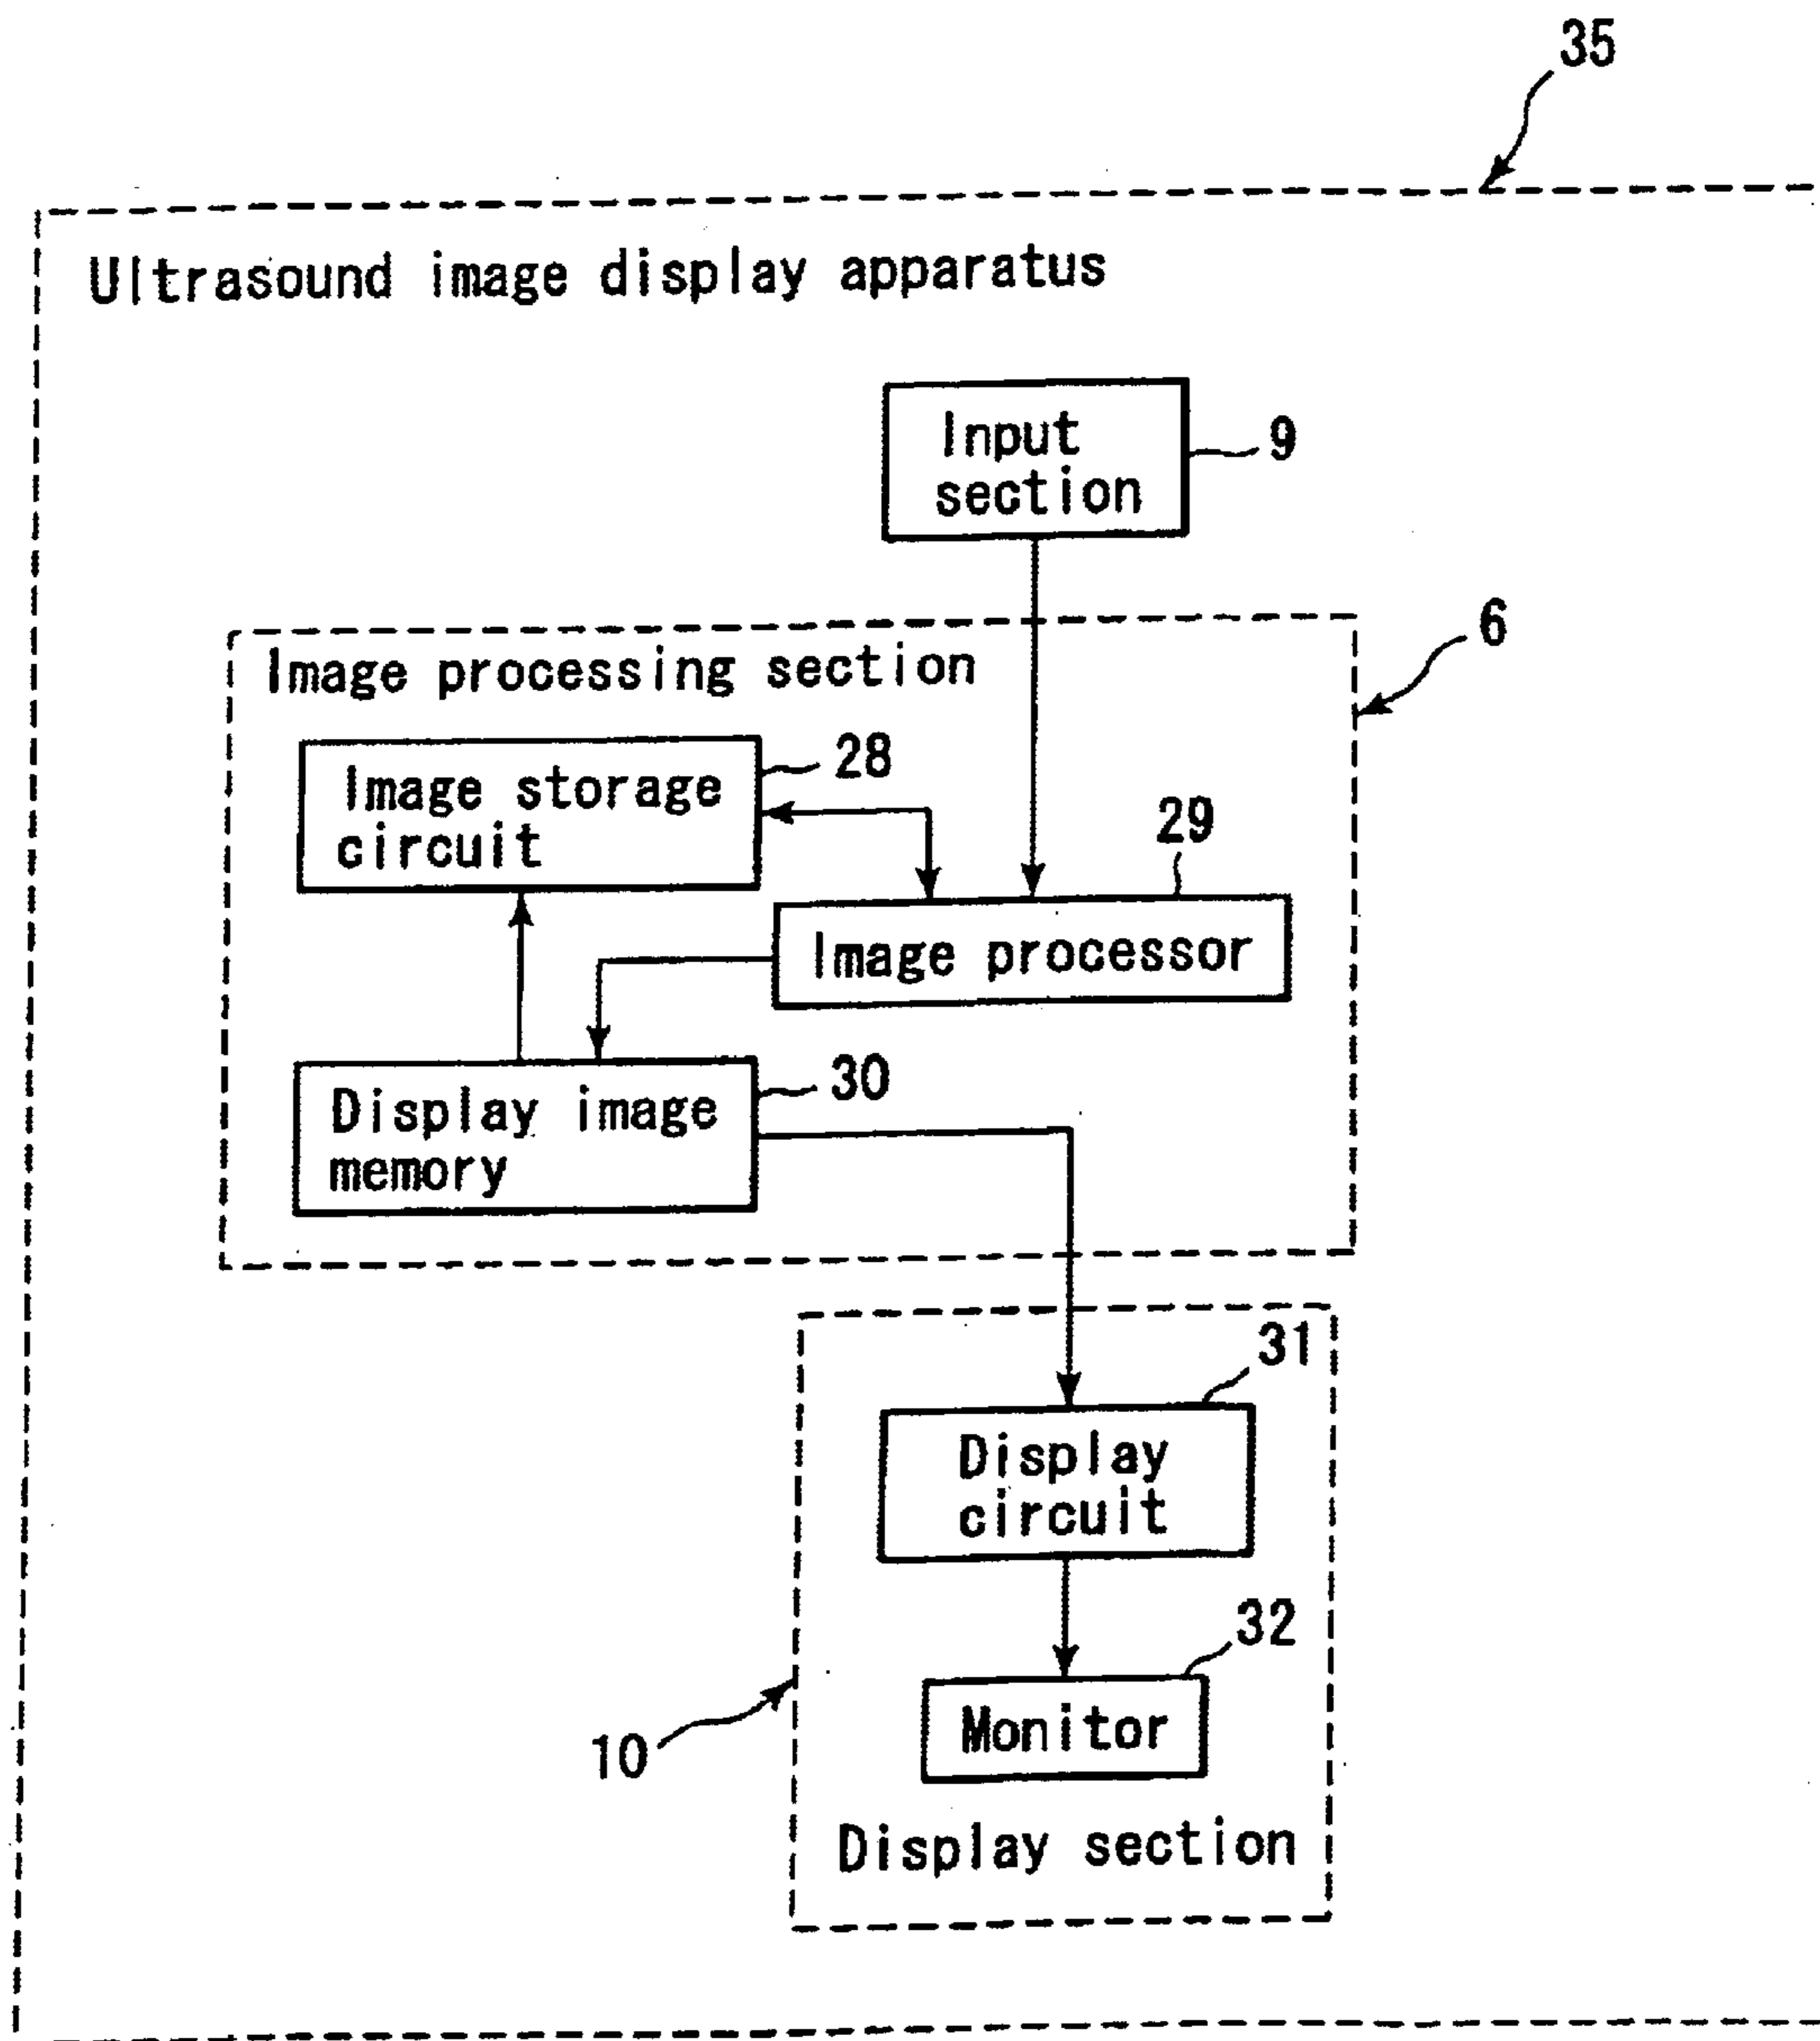 35
Ultrasound image display apparatus
Input
section
9
6
Image processing section
28
Image storage
circuit
29
Image processor
30
Display image
memory
31
Display
circuit
32
Monitor
10
Display section